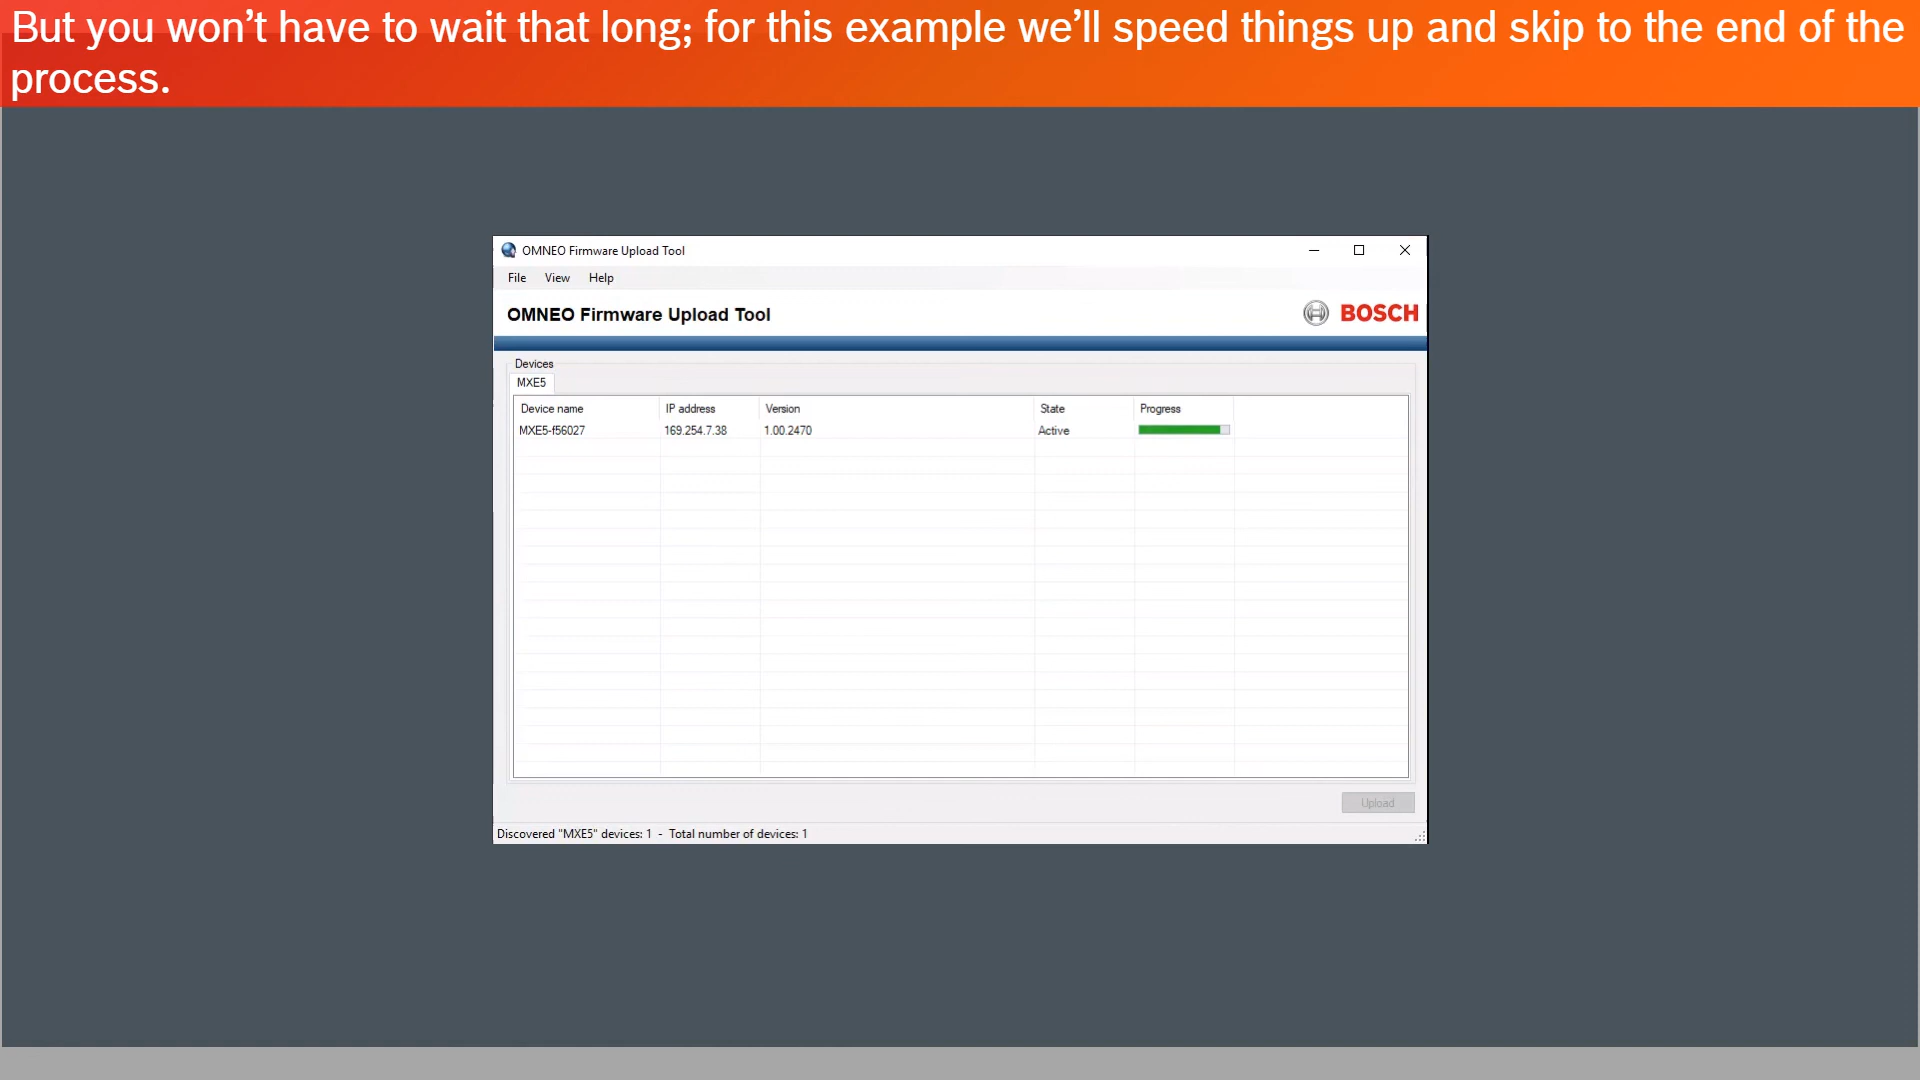 But you won’t have to wait that long; for this example we’ll speed things up and skip to the end of the
process.
OMNEO Firmware Upload Tool
File View Help
OMNEO Firmware Upload Tool
BOSCH
Devices
MXE5
Device name IP address Version State Progress
MXE5-f56027 169.254.7.38 1.00.2470 Active
Upload
Discovered "MXE5" devices: 1 - Total number of devices: 1